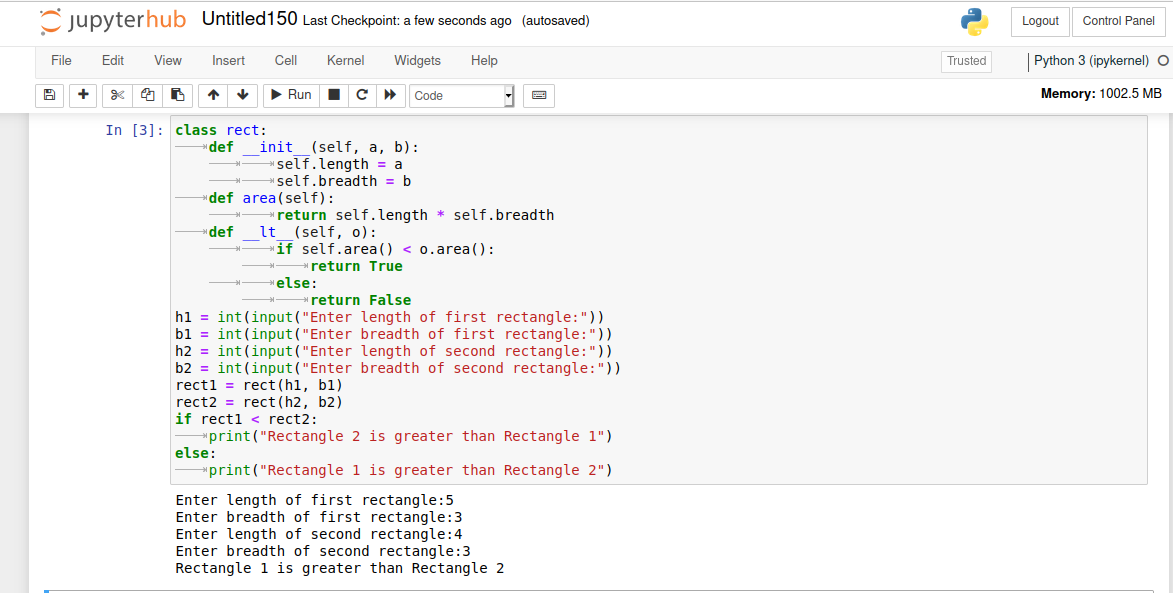 jupyterhub Untitled150 Last Checkpoint: a few seconds ago (autosaved) Logout Control Panel
File Edit View Insert Cell Kernel Widgets Help Trusted Python 3 (ipykernel)
Run Code Memory: 1002.5 MB
In [3]: class rect:
def __init__(self, a, b):
self.length = a
self.breadth = b
def area(self):
return self.length * self.breadth
def __lt__(self, o):
if self.area() < o.area():
return True
else:
return False
h1 = int(input("Enter length of first rectangle:"))
b1 = int(input("Enter breadth of first rectangle:"))
h2 = int(input("Enter length of second rectangle:"))
b2 = int(input("Enter breadth of second rectangle:"))
rect1 = rect(h1, b1)
rect2 = rect(h2, b2)
if rect1 < rect2:
print("Rectangle 2 is greater than Rectangle 1")
else:
print("Rectangle 1 is greater than Rectangle 2")
Enter length of first rectangle:5
Enter breadth of first rectangle:3
Enter length of second rectangle:4
Enter breadth of second rectangle:3
Rectangle 1 is greater than Rectangle 2